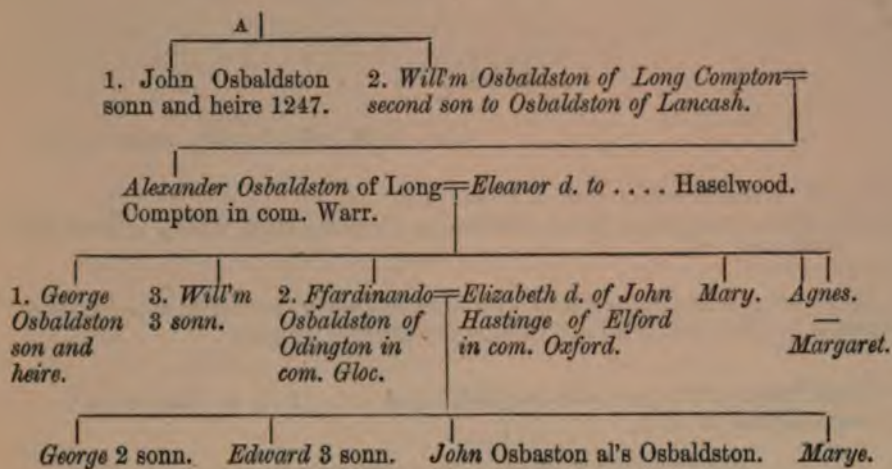 A
1. John Osbaldston
sonn and heire 1247.
2. Will'm Osbaldston of Long Compton
second son to Osbaldston of Lancash.
Alexander Osbaldston of Long
Compton in com. Warr.
Eleanor d. to . . . . Haselwood.
1. George
Osbaldston
son and
heire.
3. Will'm
3 sonn.
2. Ffardinando
Osbaldston of
Odington in
com. Gloc.
Elizabeth d. of John
Hastinge of Elford
in com. Oxford.
Mary.
Agnes.
—
Margaret.
George 2 sonn.
Edward 3 sonn.
John Osbaston al's Osbaldston.
Marye.